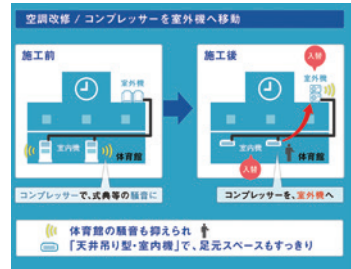 空調改修 / コンプレッサーを室外機へ移動
施工前
室外機
室内機
体育館
コンプレッサーで、式典等の騒音に
施工後
入替
室外機
室内機
体育館
入替
コンプレッサーを、室外機へ
体育館の騒音も抑えられ
「天井吊り型・室内機」で、足元スペースもすっきり